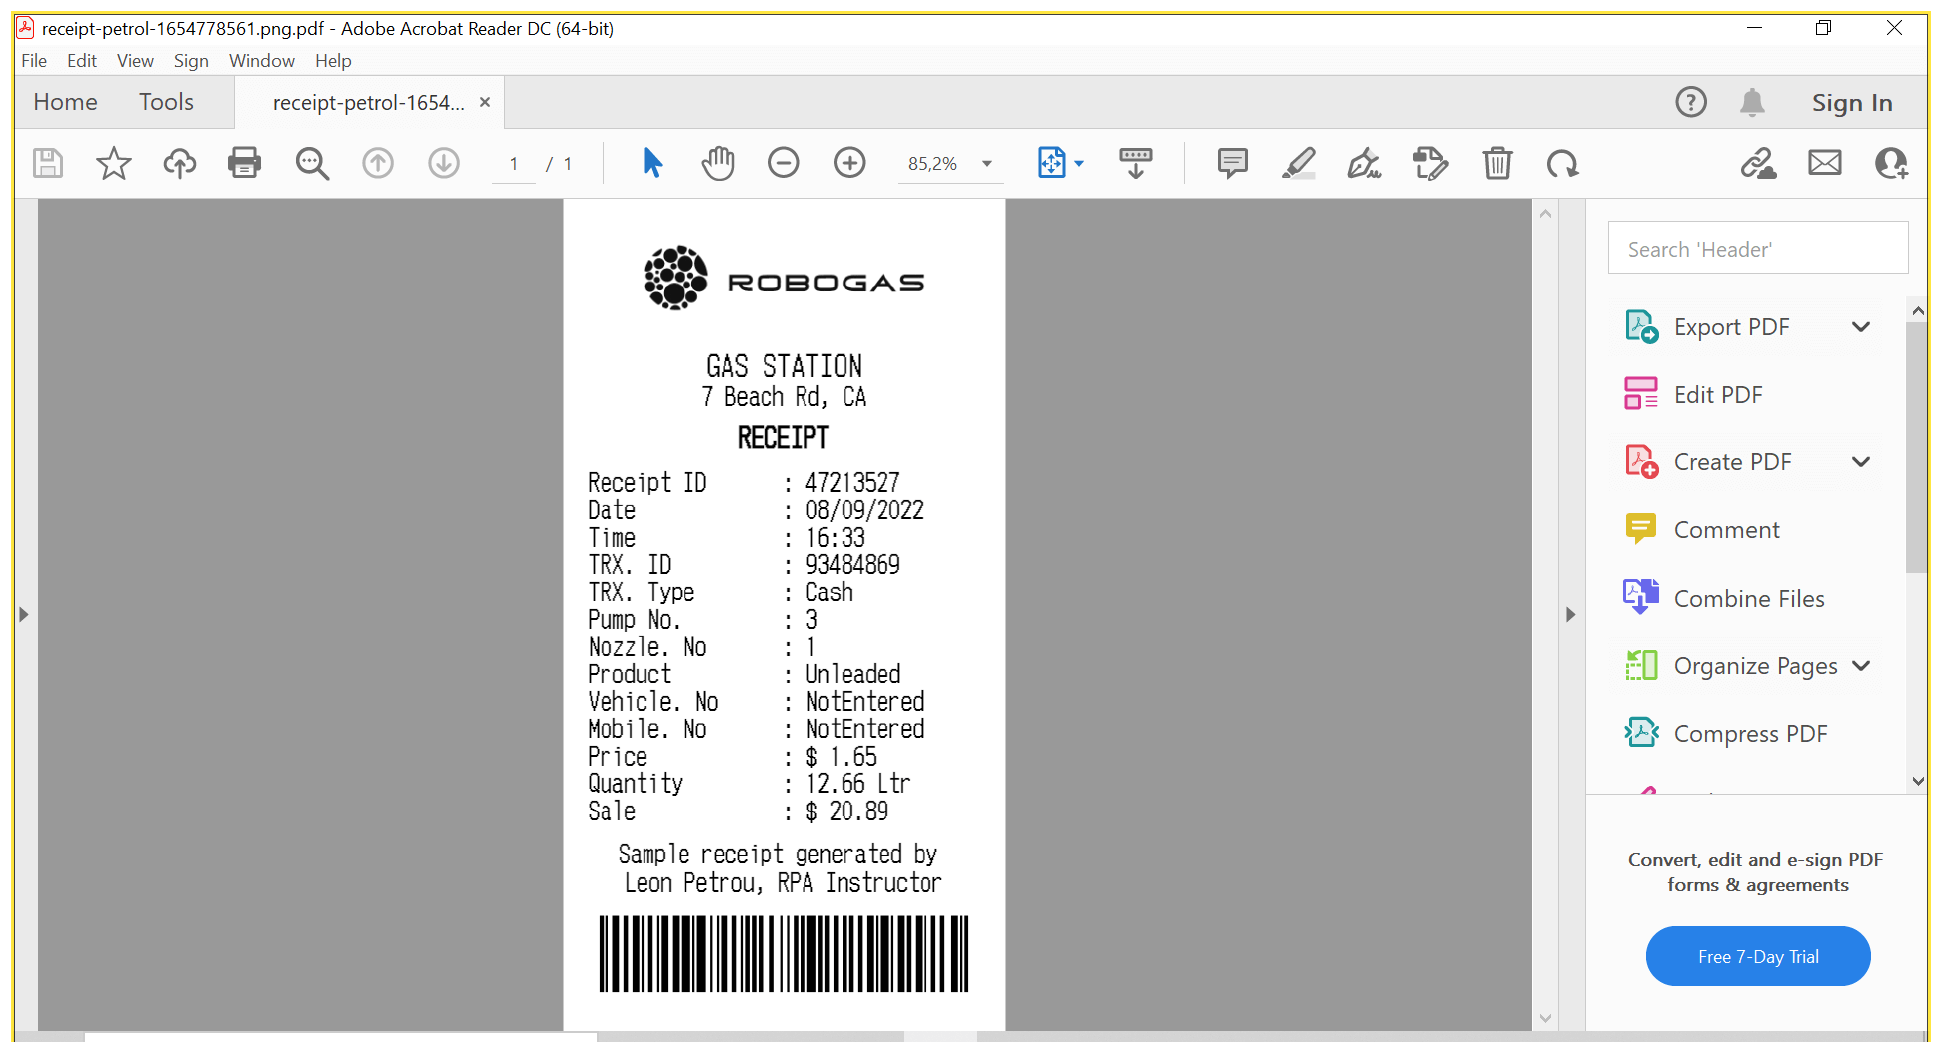 receipt-petrol-1654778561.png.pdf - Adobe Acrobat Reader DC (64-bit)
File Edit View Sign Window Help
Home Tools receipt-petrol-1654... × ? Sign In
1 / 1 85,2%
ROBOGAS
GAS STATION
7 Beach Rd, CA
RECEIPT
Receipt ID : 47213527
Date : 08/09/2022
Time : 16:33
TRX. ID : 93484869
TRX. Type : Cash
Pump No. : 3
Nozzle. No : 1
Product : Unleaded
Vehicle. No : NotEntered
Mobile. No : NotEntered
Price : $ 1.65
Quantity : 12.66 Ltr
Sale : $ 20.89
Sample receipt generated by
Leon Petrou, RPA Instructor
Search 'Header'
Export PDF
Edit PDF
Create PDF
Comment
Combine Files
Organize Pages
Compress PDF
Convert, edit and e-sign PDF
forms & agreements
Free 7-Day Trial